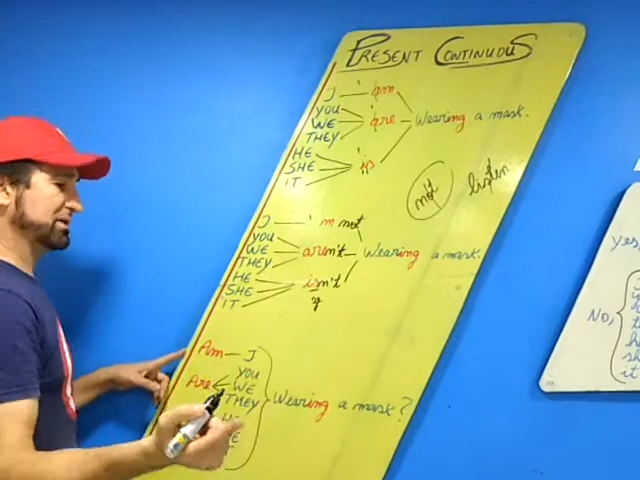 PRESENT CONTINUOUS
I 'am
YOU
WE 'are Wearing a mask.
THEY
HE
SHE 'is
IT
not listen
I 'm not
YOU
WE aren't Wearing a mask.
THEY
HE
SHE isn't
IT
Am I
YOU
Are WE
THEY Wearing a mask?
yes,
No,